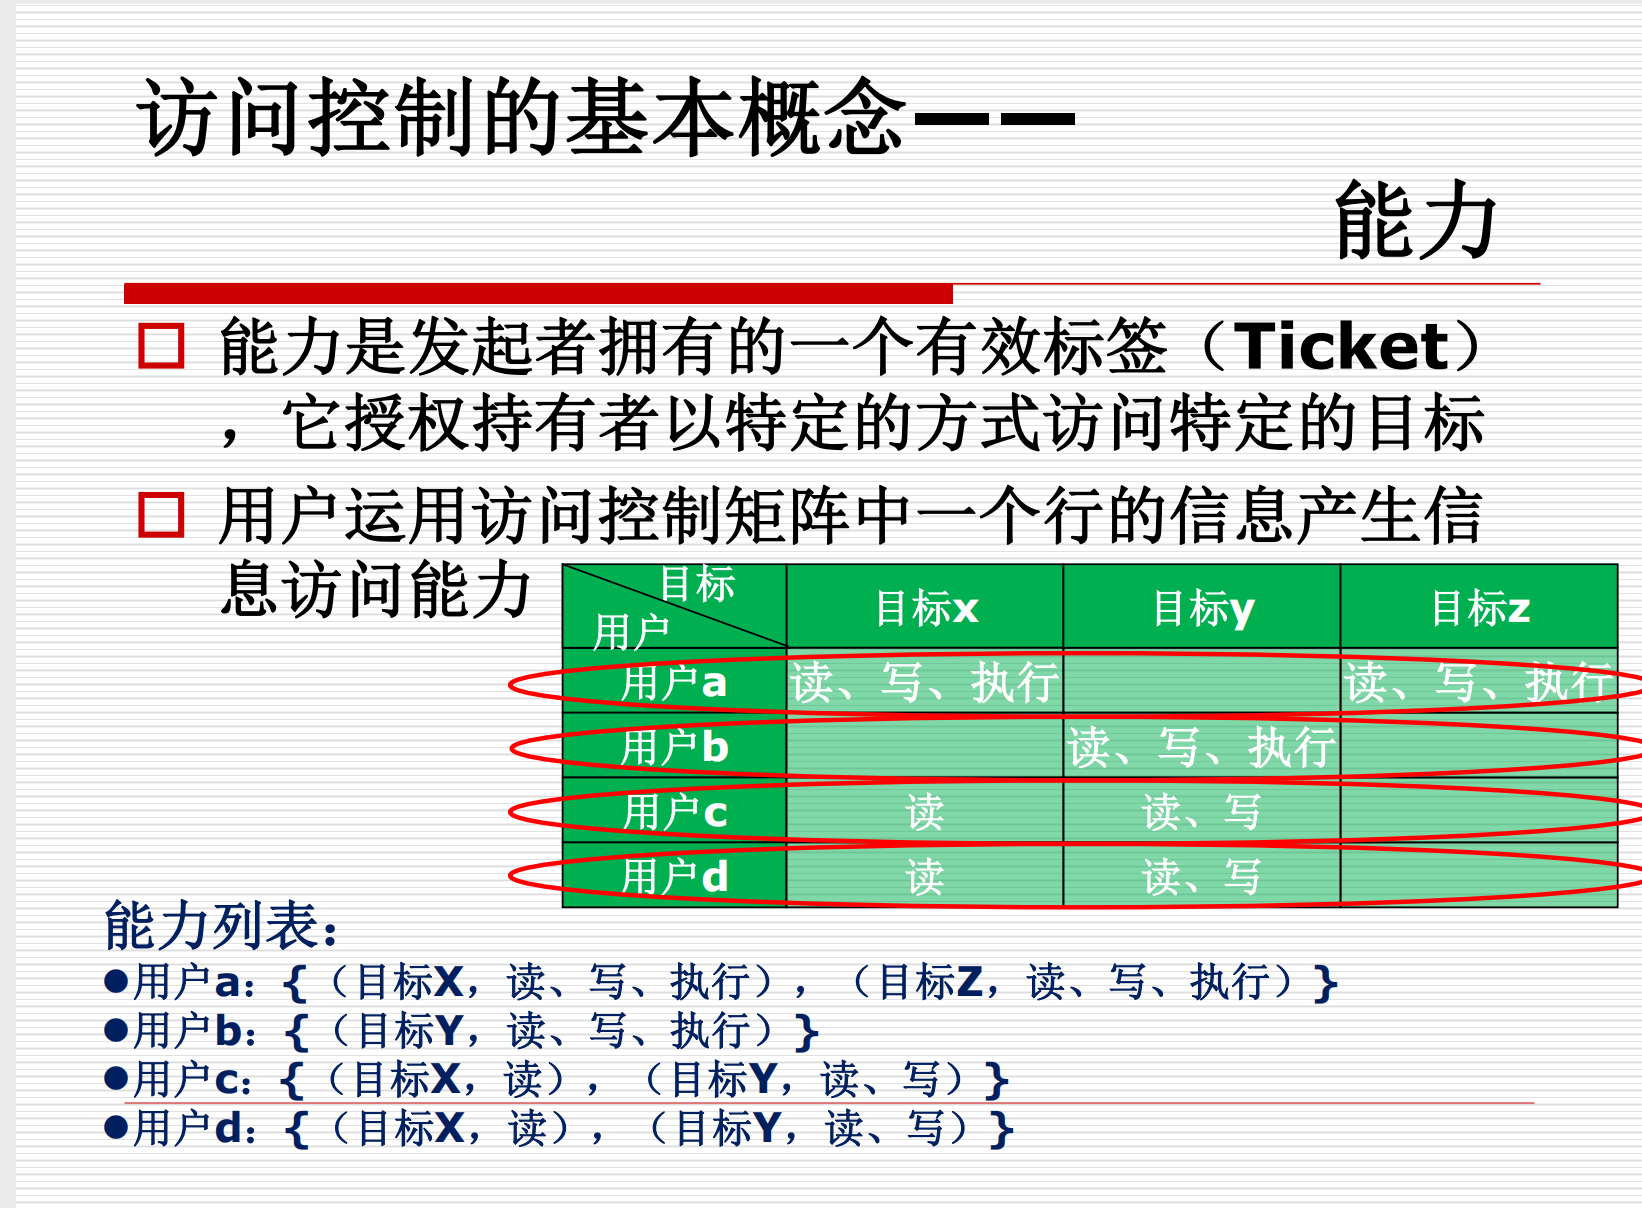 访问控制的基本概念——
能力
能力是发起者拥有的一个有效标签（Ticket）
，它授权持有者以特定的方式访问特定的目标
用户运用访问控制矩阵中一个行的信息产生信
息访问能力
目标
用户
目标x 目标y 目标z
用户a 读、写、执行 读、写、执行
用户b 读、写、执行
用户c 读 读、写
用户d 读 读、写
能力列表：
●用户a：{（目标X，读、写、执行），（目标Z，读、写、执行）}
●用户b：{（目标Y，读、写、执行）}
●用户c：{（目标X，读），（目标Y，读、写）}
●用户d：{（目标X，读），（目标Y，读、写）}